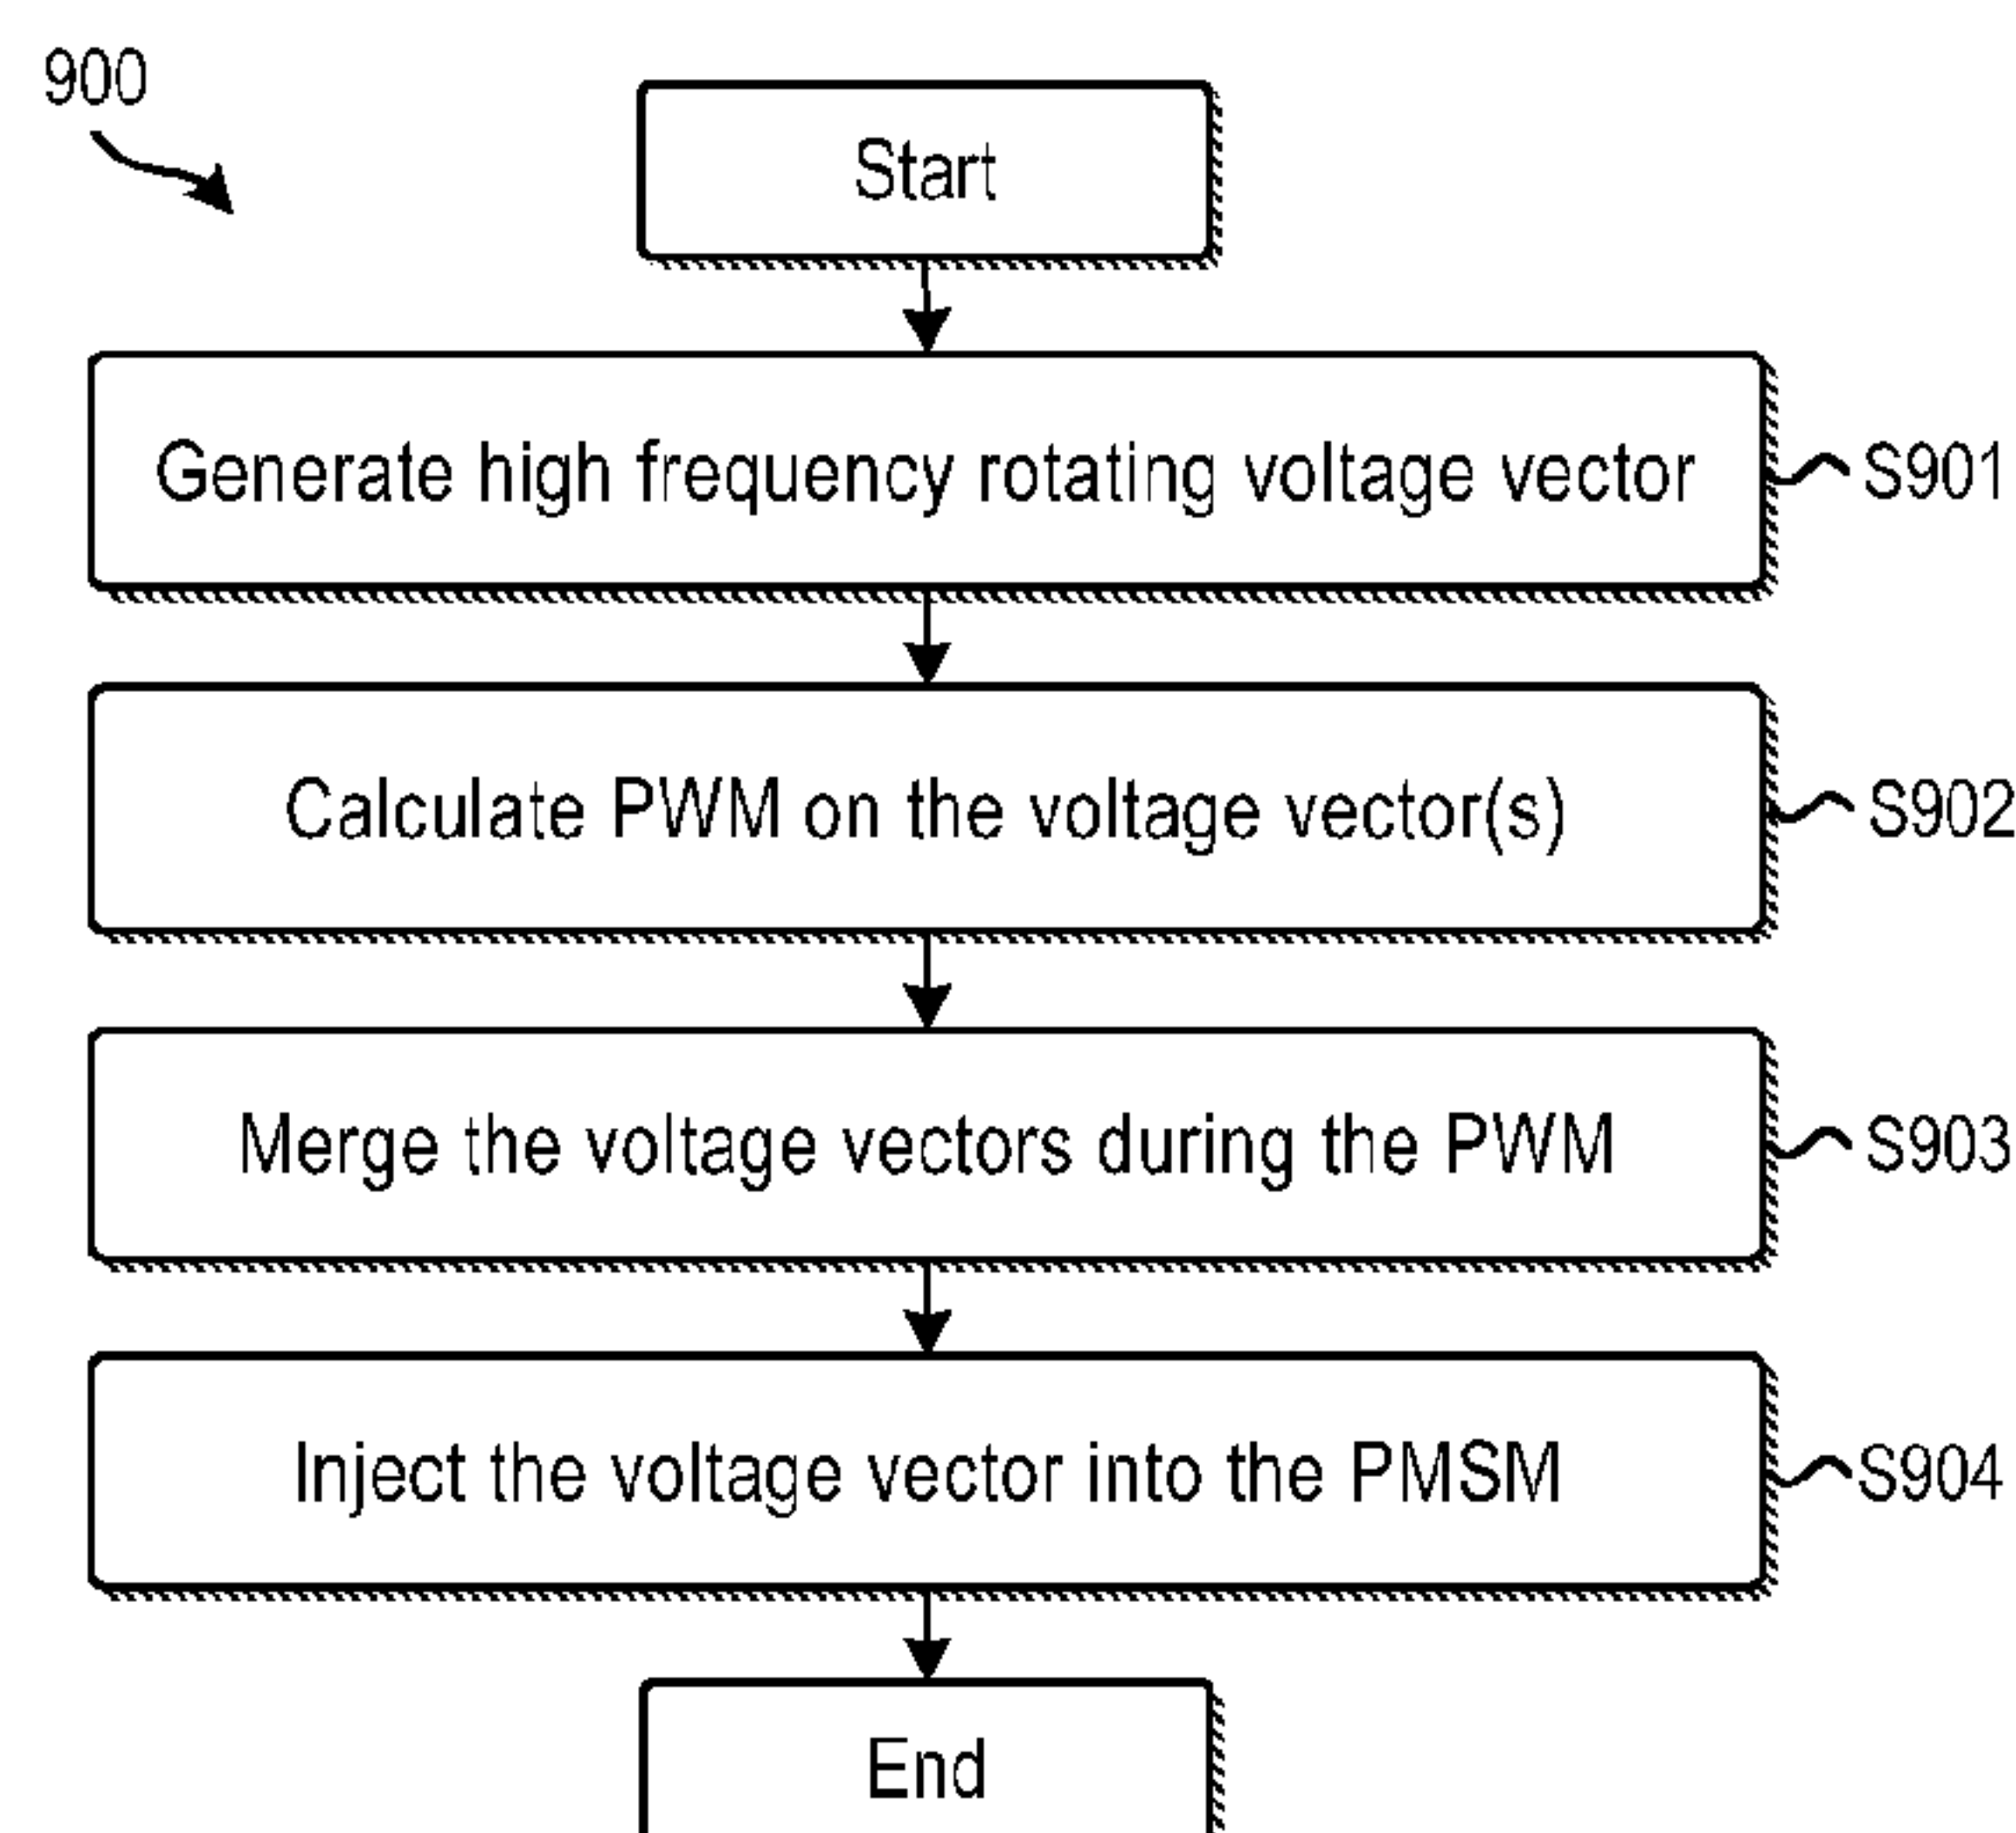 900
Start
Generate high frequency rotating voltage vector
S901
Calculate PWM on the voltage vector(s)
S902
Merge the voltage vectors during the PWM
S903
Inject the voltage vector into the PMSM
S904
End